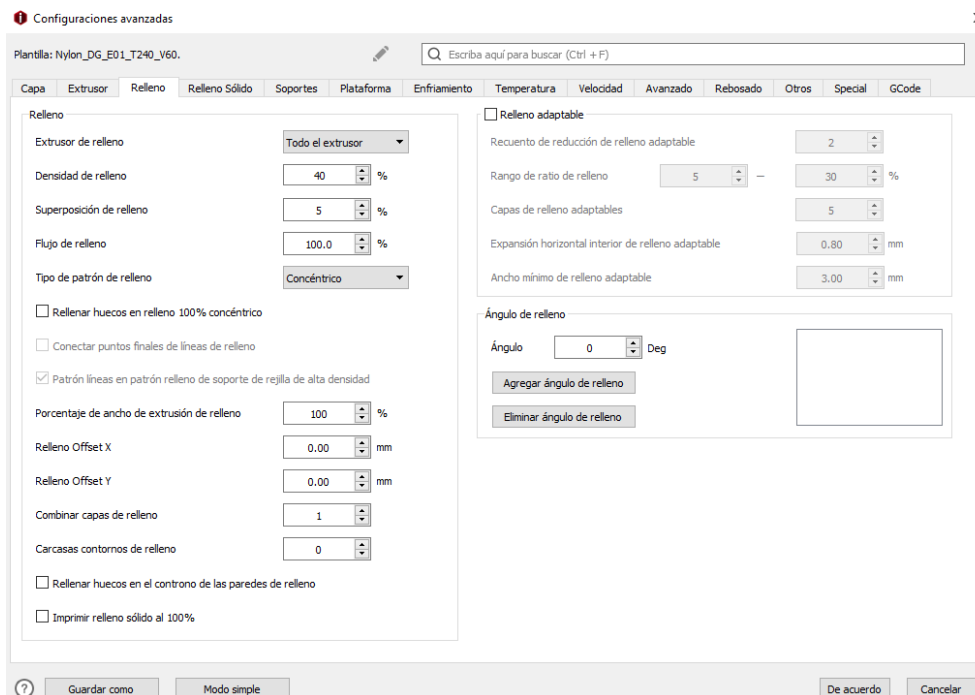 Configuraciones avanzadas
Plantilla: Nylon_DG_E01_T240_V60.
Escriba aquí para buscar (Ctrl + F)
Capa Extrusor Relleno Relleno Sólido Soportes Plataforma Enfriamiento Temperatura Velocidad Avanzado Rebosado Otros Special GCode
Relleno
Extrusor de relleno Todo el extrusor
Densidad de relleno 40 %
Superposición de relleno 5 %
Flujo de relleno 100.0 %
Tipo de patrón de relleno Concéntrico
Rellenar huecos en relleno 100% concéntrico
Conectar puntos finales de líneas de relleno
Patrón líneas en patrón relleno de soporte de rejilla de alta densidad
Porcentaje de ancho de extrusión de relleno 100 %
Relleno Offset X 0.00 mm
Relleno Offset Y 0.00 mm
Combinar capas de relleno 1
Carcasas contornos de relleno 0
Rellenar huecos en el controno de las paredes de relleno
Imprimir relleno sólido al 100%
Relleno adaptable
Recuento de reducción de relleno adaptable 2
Rango de ratio de relleno 5 – 30 %
Capas de relleno adaptables 5
Expansión horizontal interior de relleno adaptable 0.80 mm
Ancho mínimo de relleno adaptable 3.00 mm
Ángulo de relleno
Ángulo 0 Deg
Agregar ángulo de relleno
Eliminar ángulo de relleno
? Guardar como Modo simple De acuerdo Cancelar